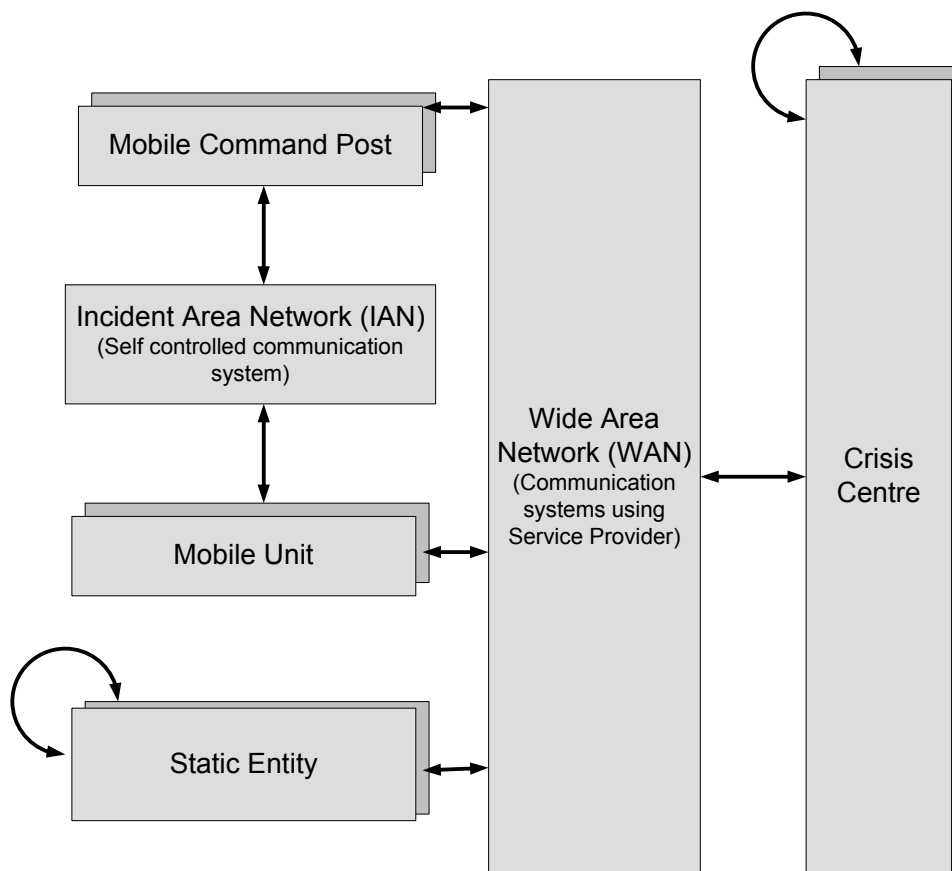 Mobile Command Post
Incident Area Network (IAN)
(Self controlled communication
system)
Mobile Unit
Static Entity
Wide Area
Network (WAN)
(Communication
systems using
Service Provider)
Crisis
Centre